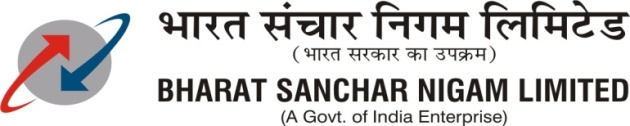 भारत संचार निगम लिमिटेड
(भारत सरकार का उपक्रम)
BHARAT SANCHAR NIGAM LIMITED
(A Govt. of India Enterprise)